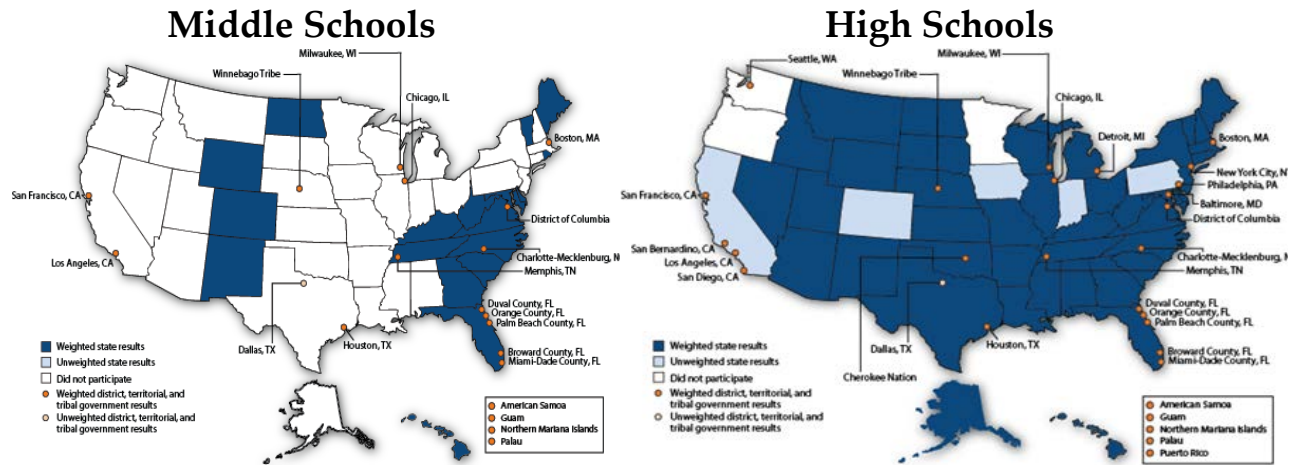 Middle Schools
Milwaukee, WI
Winnebago Tribe
Chicago, IL
Boston, MA
San Francisco, CA
District of Columbia
Los Angeles, CA
Charlotte-Mecklenburg, N
Memphis, TN
Duval County, FL
Orange County, FL
Palm Beach County, FL
Dallas, TX
Houston, TX
Broward County, FL
Miami-Dade County, FL
Weighted state results
Unweighted state results
Did not participate
Weighted district, territorial, and
tribal government results
Unweighted district, territorial, and
tribal government results
American Samoa
Guam
Northern Mariana Islands
Palau
High Schools
Seattle, WA
Milwaukee, WI
Winnebago Tribe
Chicago, IL
Detroit, MI
Boston, MA
New York City, N
Philadelphia, PA
San Francisco, CA
Baltimore, MD
District of Columbia
San Bernardino, CA
Los Angeles, CA
San Diego, CA
Charlotte-Mecklenburg, N
Memphis, TN
Duval County, FL
Orange County, FL
Palm Beach County, FL
Dallas, TX
Houston, TX
Broward County, FL
Miami-Dade County, FL
Cherokee Nation
Weighted state results
Unweighted state results
Did not participate
Weighted district, territorial, and
tribal government results
Unweighted district, territorial, and
tribal government results
American Samoa
Guam
Northern Mariana Islands
Palau
Puerto Rico